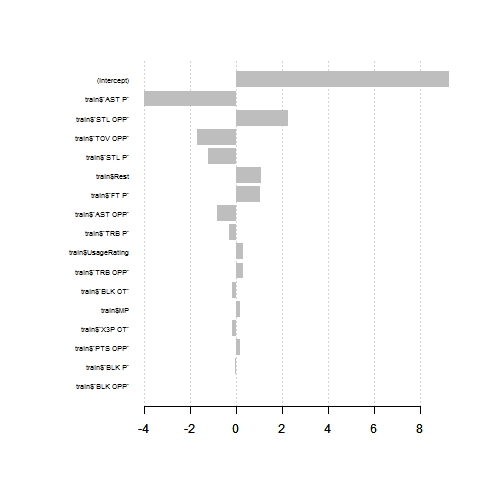 (Intercept)
train$`AST P`
train$`STL OPP`
train$`TOV OPP`
train$`STL P`
train$Rest
train$`FT P`
train$`AST OPP`
train$`TRB P`
train$UsageRating
train$`TRB OPP`
train$`BLK OT`
train$MP
train$`X3P OT`
train$`PTS OPP`
train$`BLK P`
train$`BLK OPP`
-4 -2 0 2 4 6 8